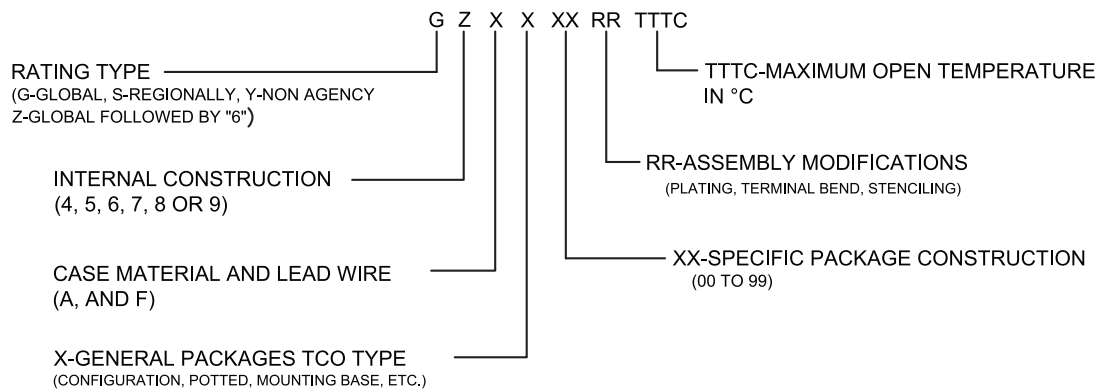 G Z X X XX RR TTTC
RATING TYPE
(G-GLOBAL, S-REGIONALLY, Y-NON AGENCY
Z-GLOBAL FOLLOWED BY "6")
TTTC-MAXIMUM OPEN TEMPERATURE
IN °C
INTERNAL CONSTRUCTION
(4, 5, 6, 7, 8 OR 9)
RR-ASSEMBLY MODIFICATIONS
(PLATING, TERMINAL BEND, STENCILING)
CASE MATERIAL AND LEAD WIRE
(A, AND F)
XX-SPECIFIC PACKAGE CONSTRUCTION
(00 TO 99)
X-GENERAL PACKAGES TCO TYPE
(CONFIGURATION, POTTED, MOUNTING BASE, ETC.)